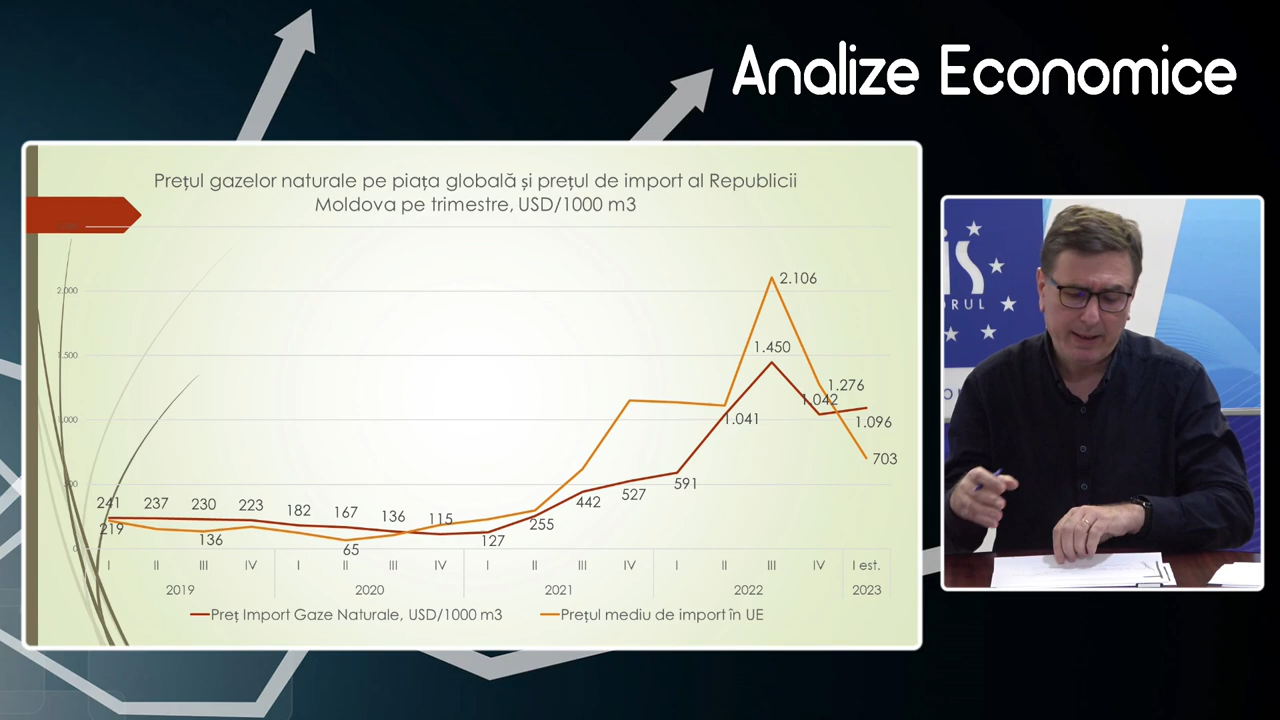 Analize Economice
Prețul gazelor naturale pe piața globală și prețul de import al Republicii
Moldova pe trimestre, USD/1000 m3
2.000
1.500
1.000
500
0
2.106
1.450
1.276
1.042
1.041
1.096
703
591
527
442
241 237 230 223 182 167 136 115 127 255
219 136 65
I II III IV I II III IV I II III IV I II III IV I est.
2019 2020 2021 2022 2023
Preț Import Gaze Naturale, USD/1000 m3 Prețul mediu de import în UE
IS
ORUL